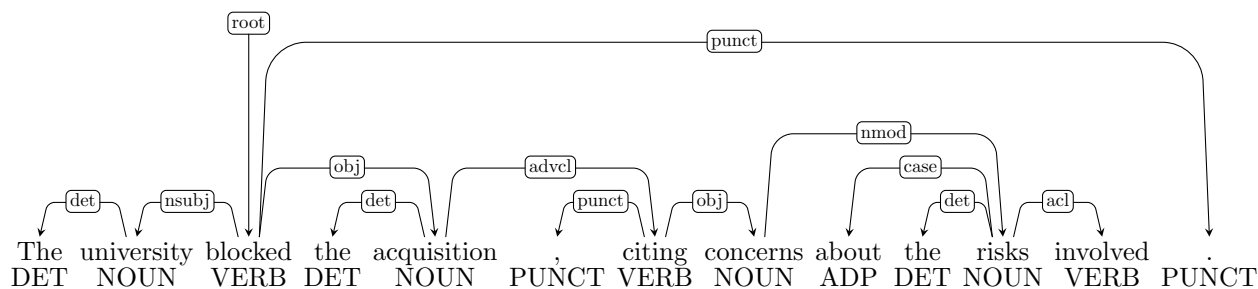 root
punct
nmod
obj advcl case
det nsubj det punct obj det acl
The university blocked the acquisition , citing concerns about the risks involved .
DET NOUN VERB DET NOUN PUNCT VERB NOUN ADP DET NOUN VERB PUNCT